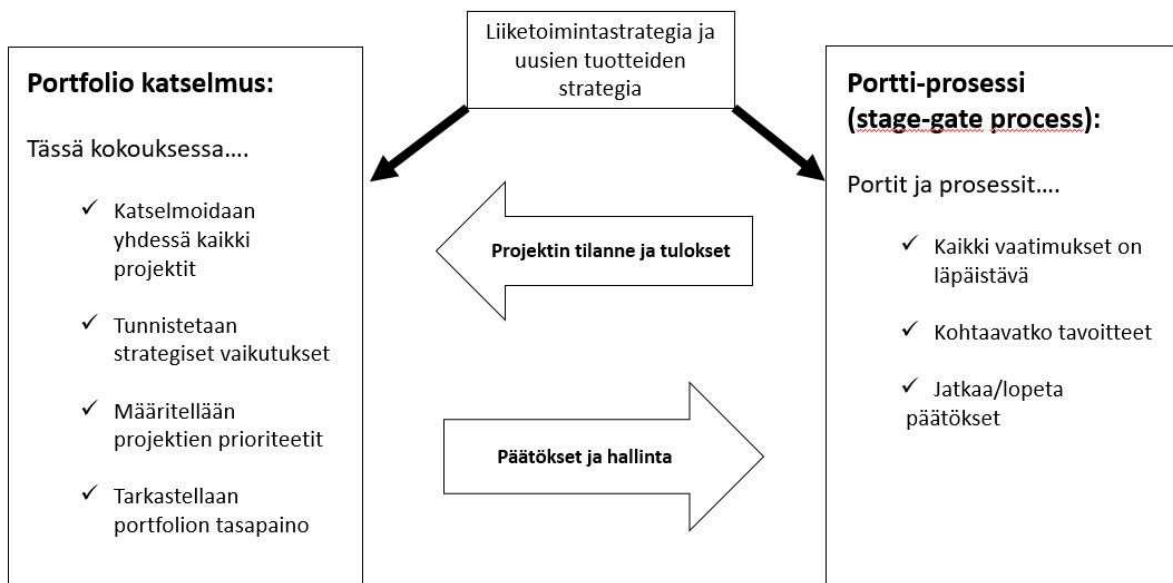 Liiketoimintastrategia ja
uusien tuotteiden
strategia
Portfolio katselmus:
Tässä kokouksessa....
✓ Katselmoidaan
yhdessä kaikki
projektit
✓ Tunnistetaan
strategiset vaikutukset
✓ Määritellään
projektien prioriteetit
✓ Tarkastellaan
portfolion tasapaino
Projektin tilanne ja tulokset
Päätökset ja hallinta
Portti-prosessi
(stage-gate process):
Portit ja prosessit....
✓ Kaikki vaatimukset on
läpäistävä
✓ Kohtaavatko tavoitteet
✓ Jatkaa/lopeta
päätökset